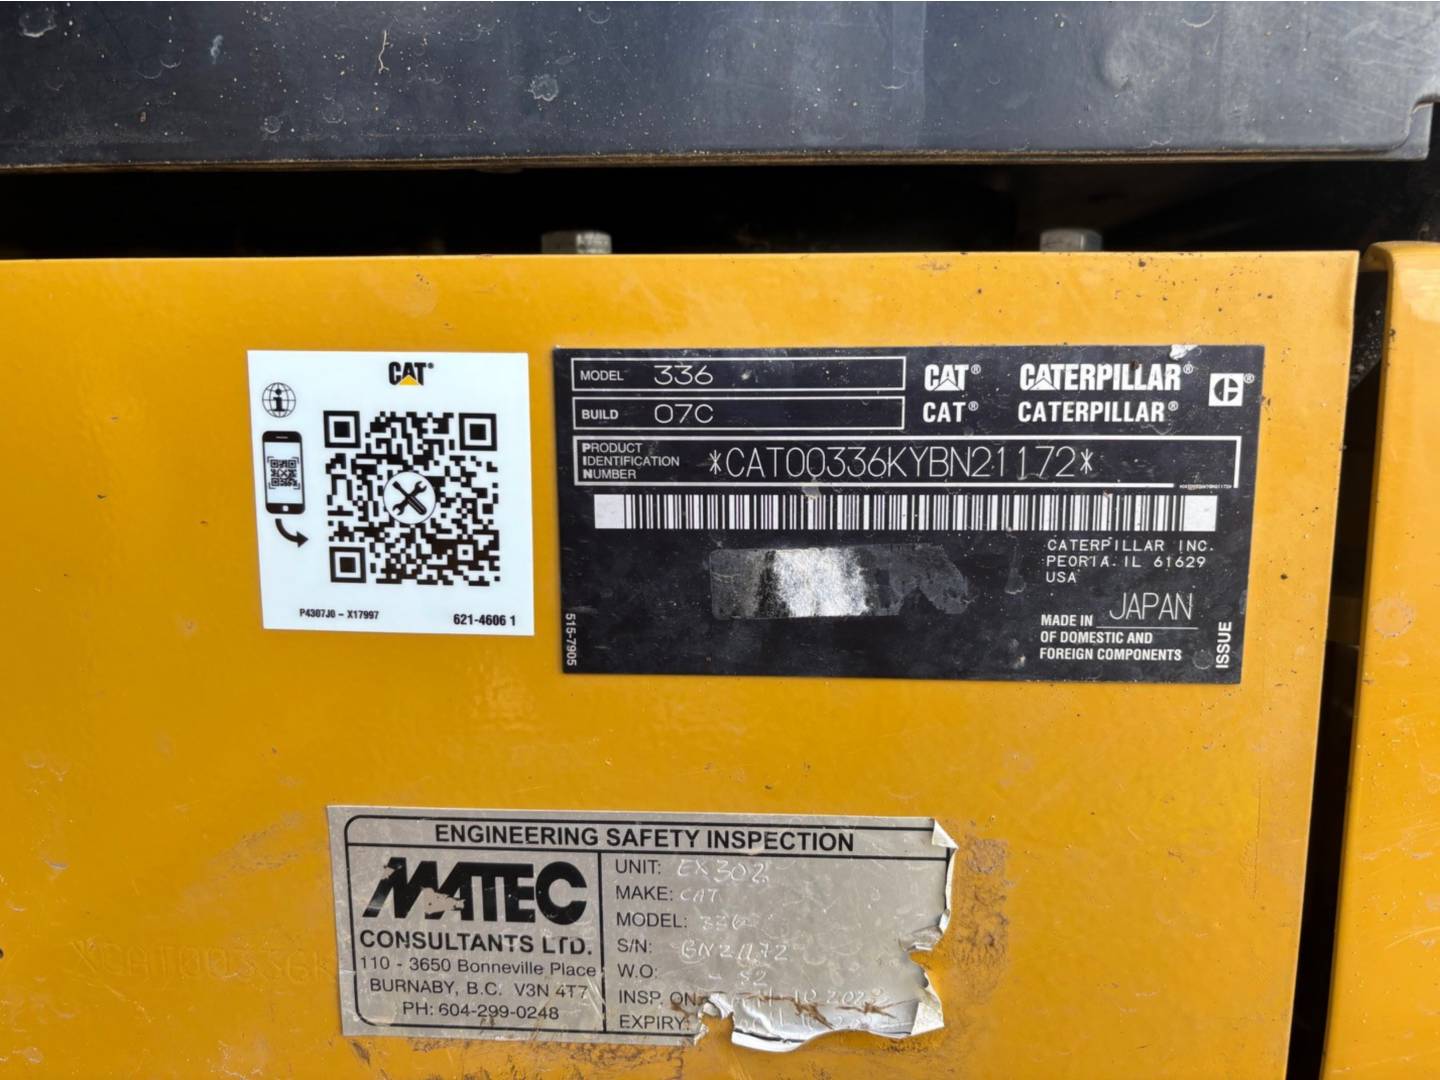 CAT®
P4307J0 – X17997
621-4606 1
MODEL 336
BUILD 07C
CAT® CATERPILLAR®
CAT® CATERPILLAR®
PRODUCT
IDENTIFICATION
NUMBER
*CAT00336KYBN21172*
CATERPILLAR INC.
PEORIA. IL 61629
USA
MADE IN JAPAN
OF DOMESTIC AND
FOREIGN COMPONENTS
ISSUE
515-7905
ENGINEERING SAFETY INSPECTION
MATEC
CONSULTANTS LTD.
110 - 3650 Bonneville Place
BURNABY, B.C. V3N 4T7
PH: 604-299-0248
UNIT: EX302
MAKE: CAT
MODEL: 336
S/N: BN21172
W.O:
INSP. ON
EXPIRY: